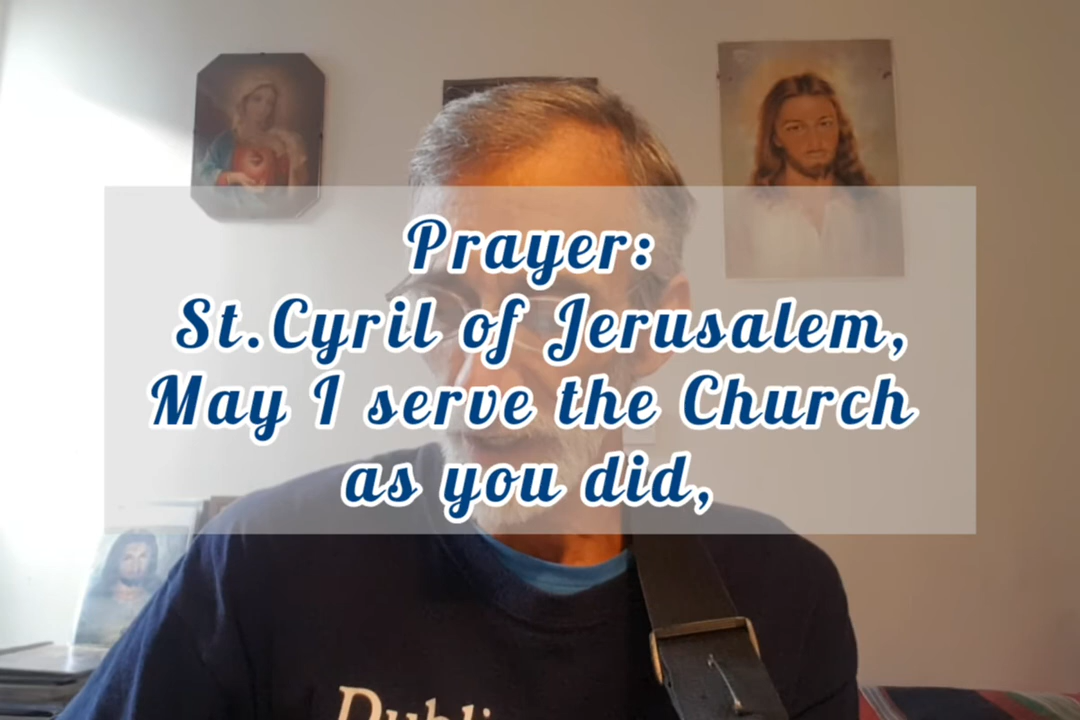 Prayer:
St.Cyril of Jerusalem,
May I serve the Church
as you did,